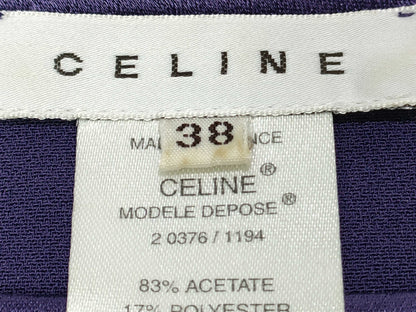 CELINE
38
CELINE®
MODELE DEPOSE®
2 0376 / 1194
83% ACETATE
17% POLYESTER